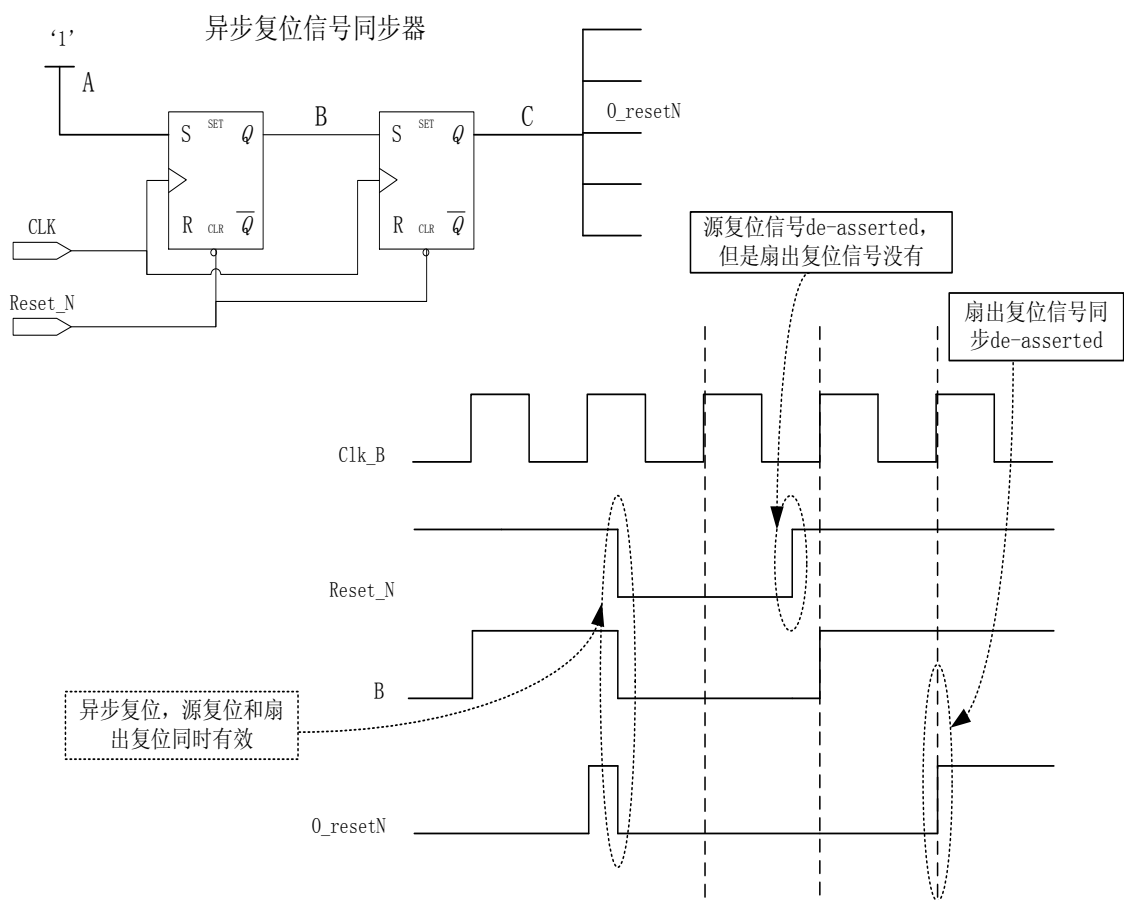 异步复位信号同步器
‘1’
A
S SET Q
R CLR Q
B
S SET Q
R CLR Q
C
O_resetN
CLK
Reset_N
源复位信号de-asserted,
但是扇出复位信号没有
扇出复位信号同
步de-asserted
Clk_B
Reset_N
B
异步复位，源复位和扇
出复位同时有效
O_resetN